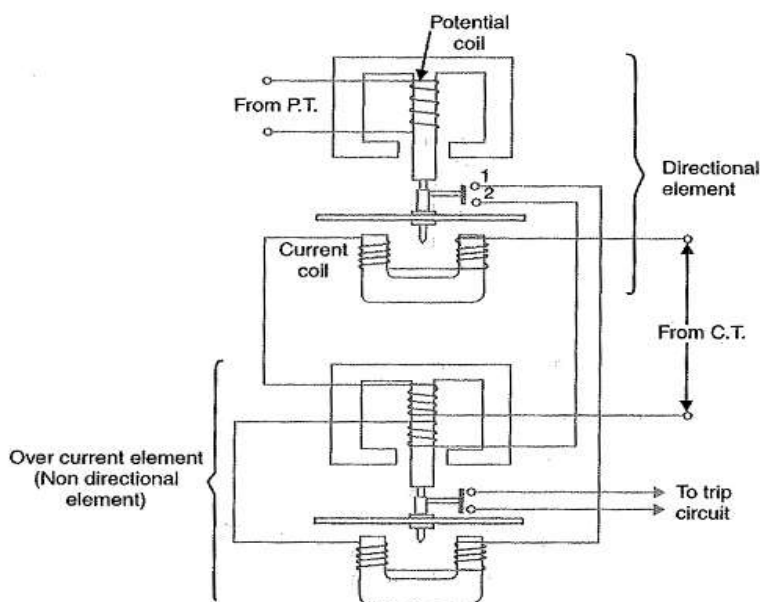 Potential
coil
From P.T.
1
2
Directional
element
Current
coil
From C.T.
Over current element
(Non directional
element)
To trip
circuit